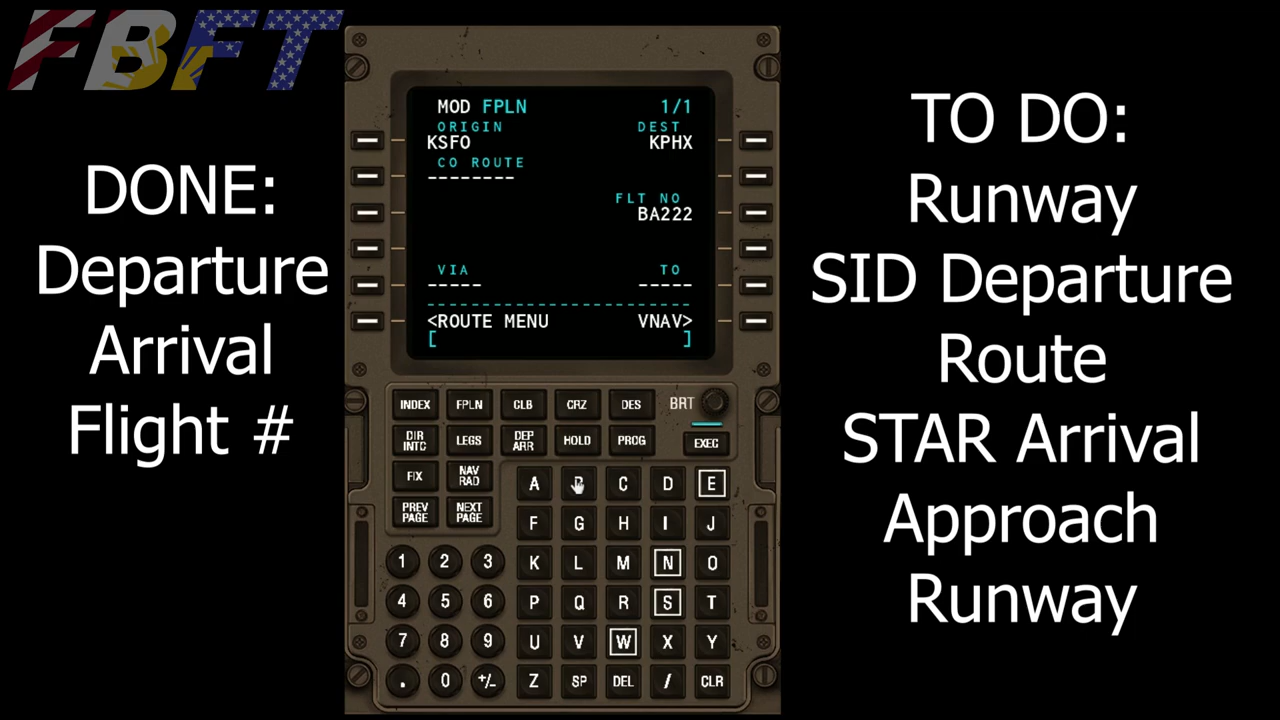 FBFT
DONE:
Departure
Arrival
Flight #
MOD FPLN 1/1
ORIGIN DEST
KSFO KPHX
CO ROUTE
--------
FLT NO
BA222
VIA TO
----- -----
------------------------
<ROUTE MENU VNAV>
[ ]
INDEX FPLN CLB CRZ DES BRT
DIR INTC LEGS DEP ARR HOLD PROG EXEC
FIX NAV RAD
PREV PAGE NEXT PAGE
A B C D E
F G H I J
K L M N O
P Q R S T
U V W X Y
Z SP DEL / CLR
1 2 3
4 5 6
7 8 9
. 0 +/-
TO DO:
Runway
SID Departure
Route
STAR Arrival
Approach
Runway